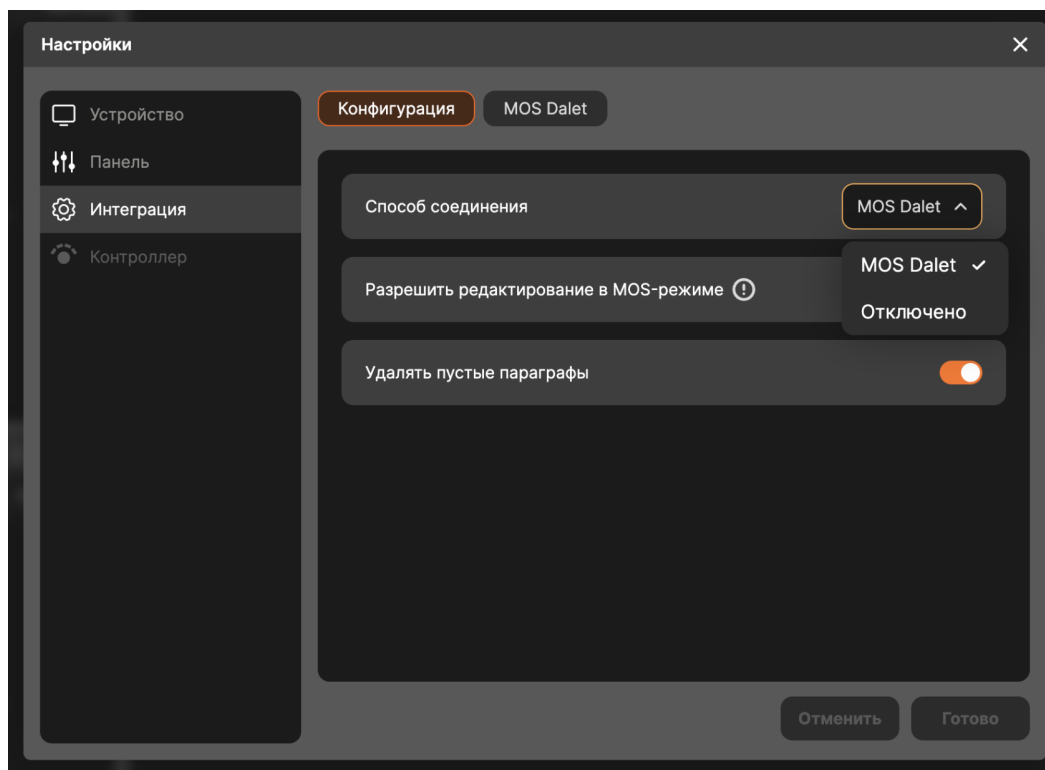 Настройки
Устройство
Панель
Интеграция
Контроллер
Конфигурация
MOS Dalet
Способ соединения
MOS Dalet
MOS Dalet
Отключено
Разрешить редактирование в MOS-режиме
Удалять пустые параграфы
Отменить
Готово